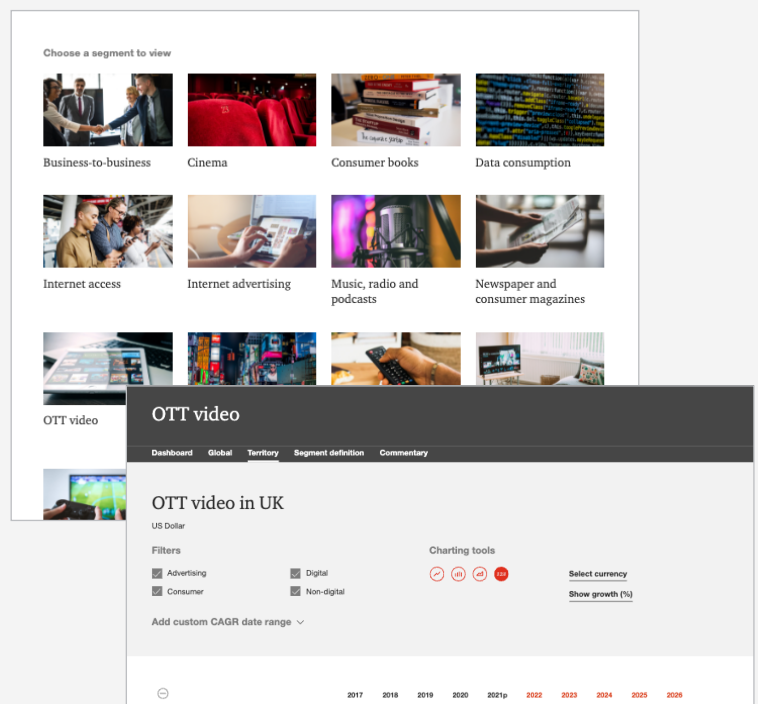 Choose a segment to view
Business-to-business
Cinema
Consumer books
Data consumption
Internet access
Internet advertising
Music, radio and
podcasts
Newspaper and
consumer magazines
OTT video
OTT video
Dashboard Global Territory Segment definition Commentary
OTT video in UK
US Dollar
Filters
Charting tools
Advertising
Digital
Consumer
Non-digital
Select currency
Show growth (%)
Add custom CAGR date range
2017 2018 2019 2020 2021p 2022 2023 2024 2025 2026